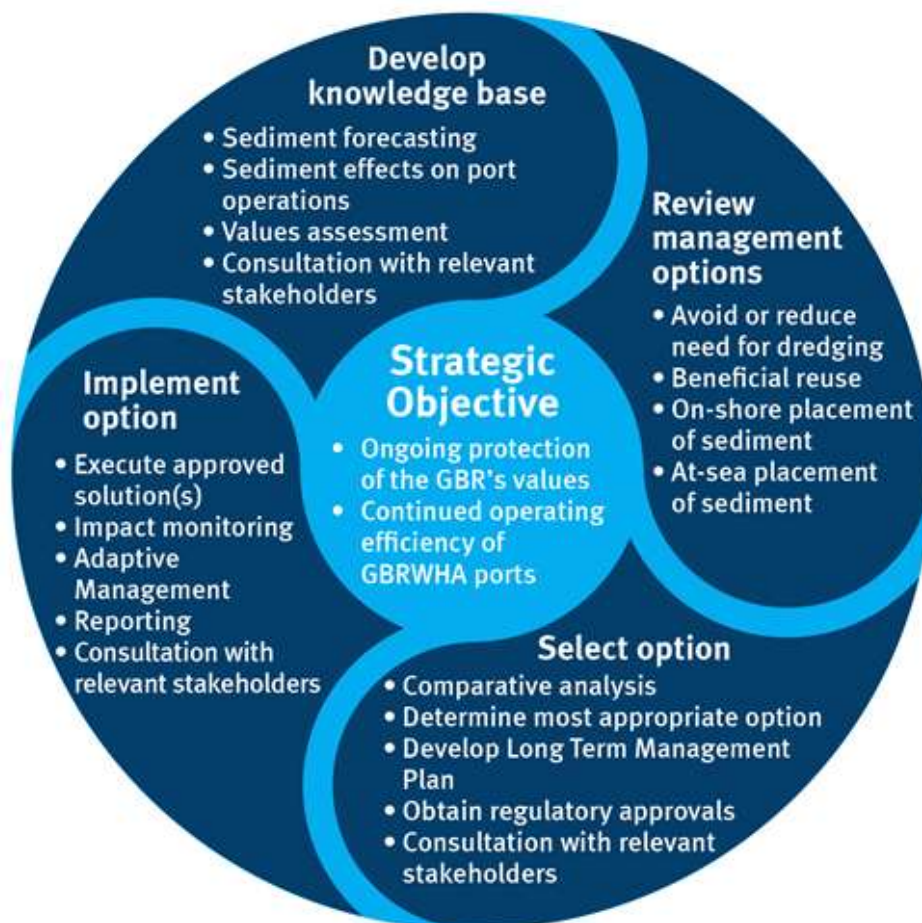 Develop
knowledge base
• Sediment forecasting
• Sediment effects on port
operations
• Values assessment
• Consultation with relevant
stakeholders
Review
management
options
• Avoid or reduce
need for dredging
• Beneficial reuse
• On-shore placement
of sediment
• At-sea placement
of sediment
Strategic
Objective
• Ongoing protection
of the GBR's values
• Continued operating
efficiency of
GBRWHA ports
Select option
• Comparative analysis
• Determine most appropriate option
• Develop Long Term Management
Plan
• Obtain regulatory approvals
• Consultation with relevant
stakeholders
Implement
option
• Execute approved
solution(s)
• Impact monitoring
• Adaptive
Management
• Reporting
• Consultation with
relevant stakeholders